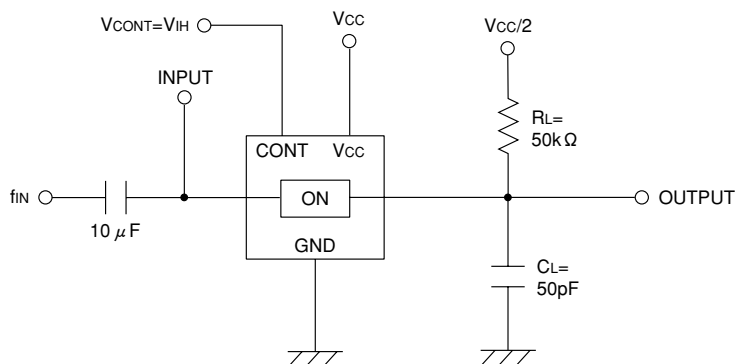 VCONT=VIH
VCC
VCC/2
INPUT
RL=
50kΩ
CONT
VCC
fIN
ON
OUTPUT
10 μF
GND
CL=
50pF